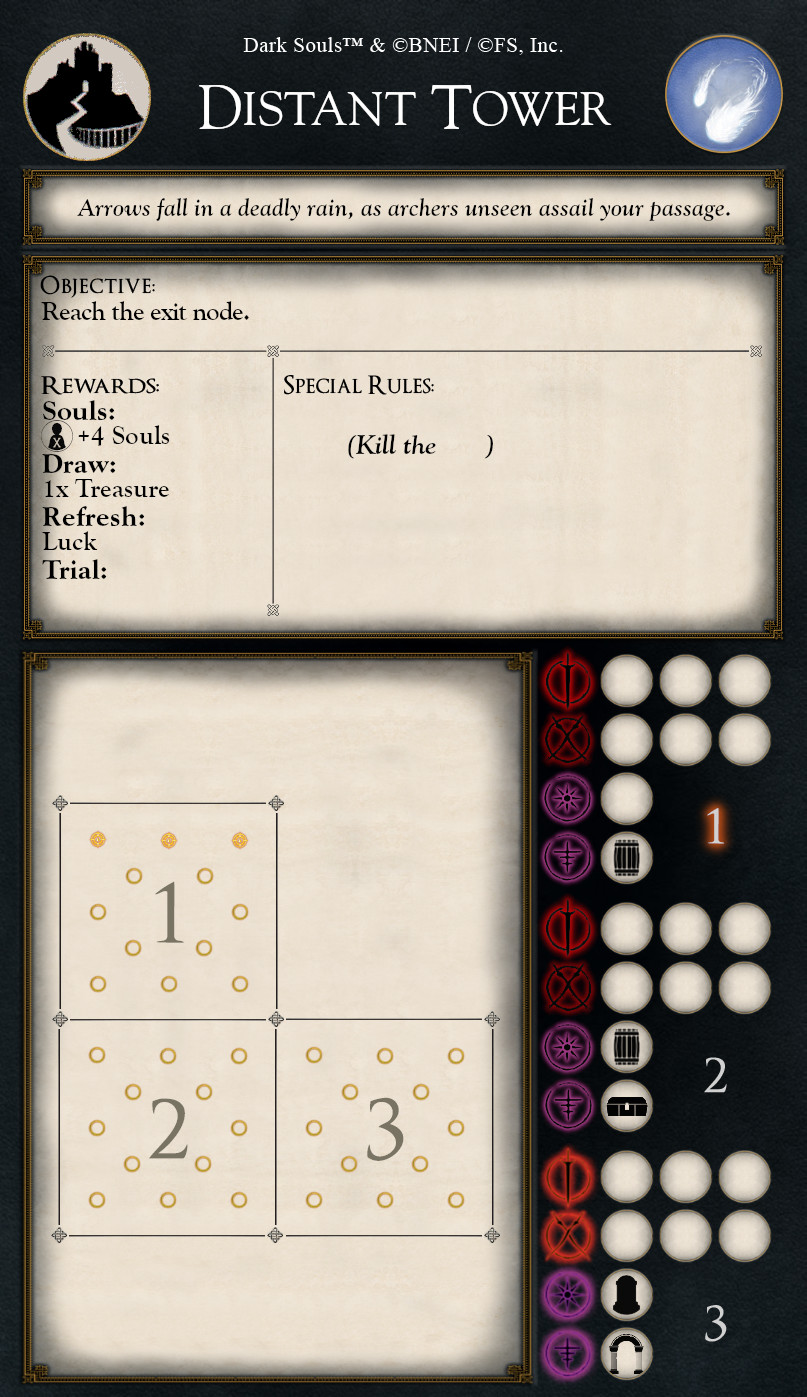 Dark Souls™ & ©BNEI / ©FS, Inc.
Distant Tower
Arrows fall in a deadly rain, as archers unseen assail your passage.
Objective:
Reach the exit node.
Rewards:
Souls:
X +4 Souls
Draw:
1x Treasure
Refresh:
Luck
Trial:
Special Rules:
(Kill the )
1
2 3
1
2
3